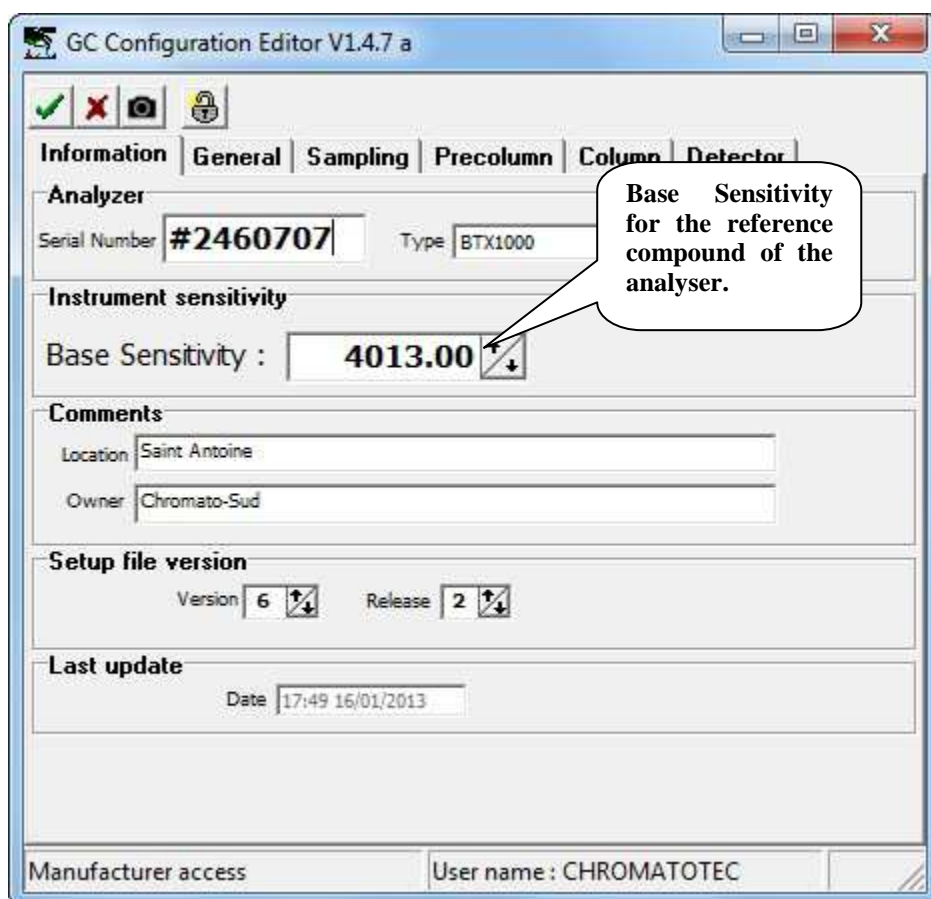 GC Configuration Editor V1.4.7 a
Information General Sampling Precolumn Column Detector
Analyzer
Serial Number #2460707 Type BTX1000
Base Sensitivity
for the reference
compound of the
analyser.
Instrument sensitivity
Base Sensitivity : 4013.00
Comments
Location Saint Antoine
Owner Chromato-Sud
Setup file version
Version 6 Release 2
Last update
Date 17:49 16/01/2013
Manufacturer access User name : CHROMATOTEC